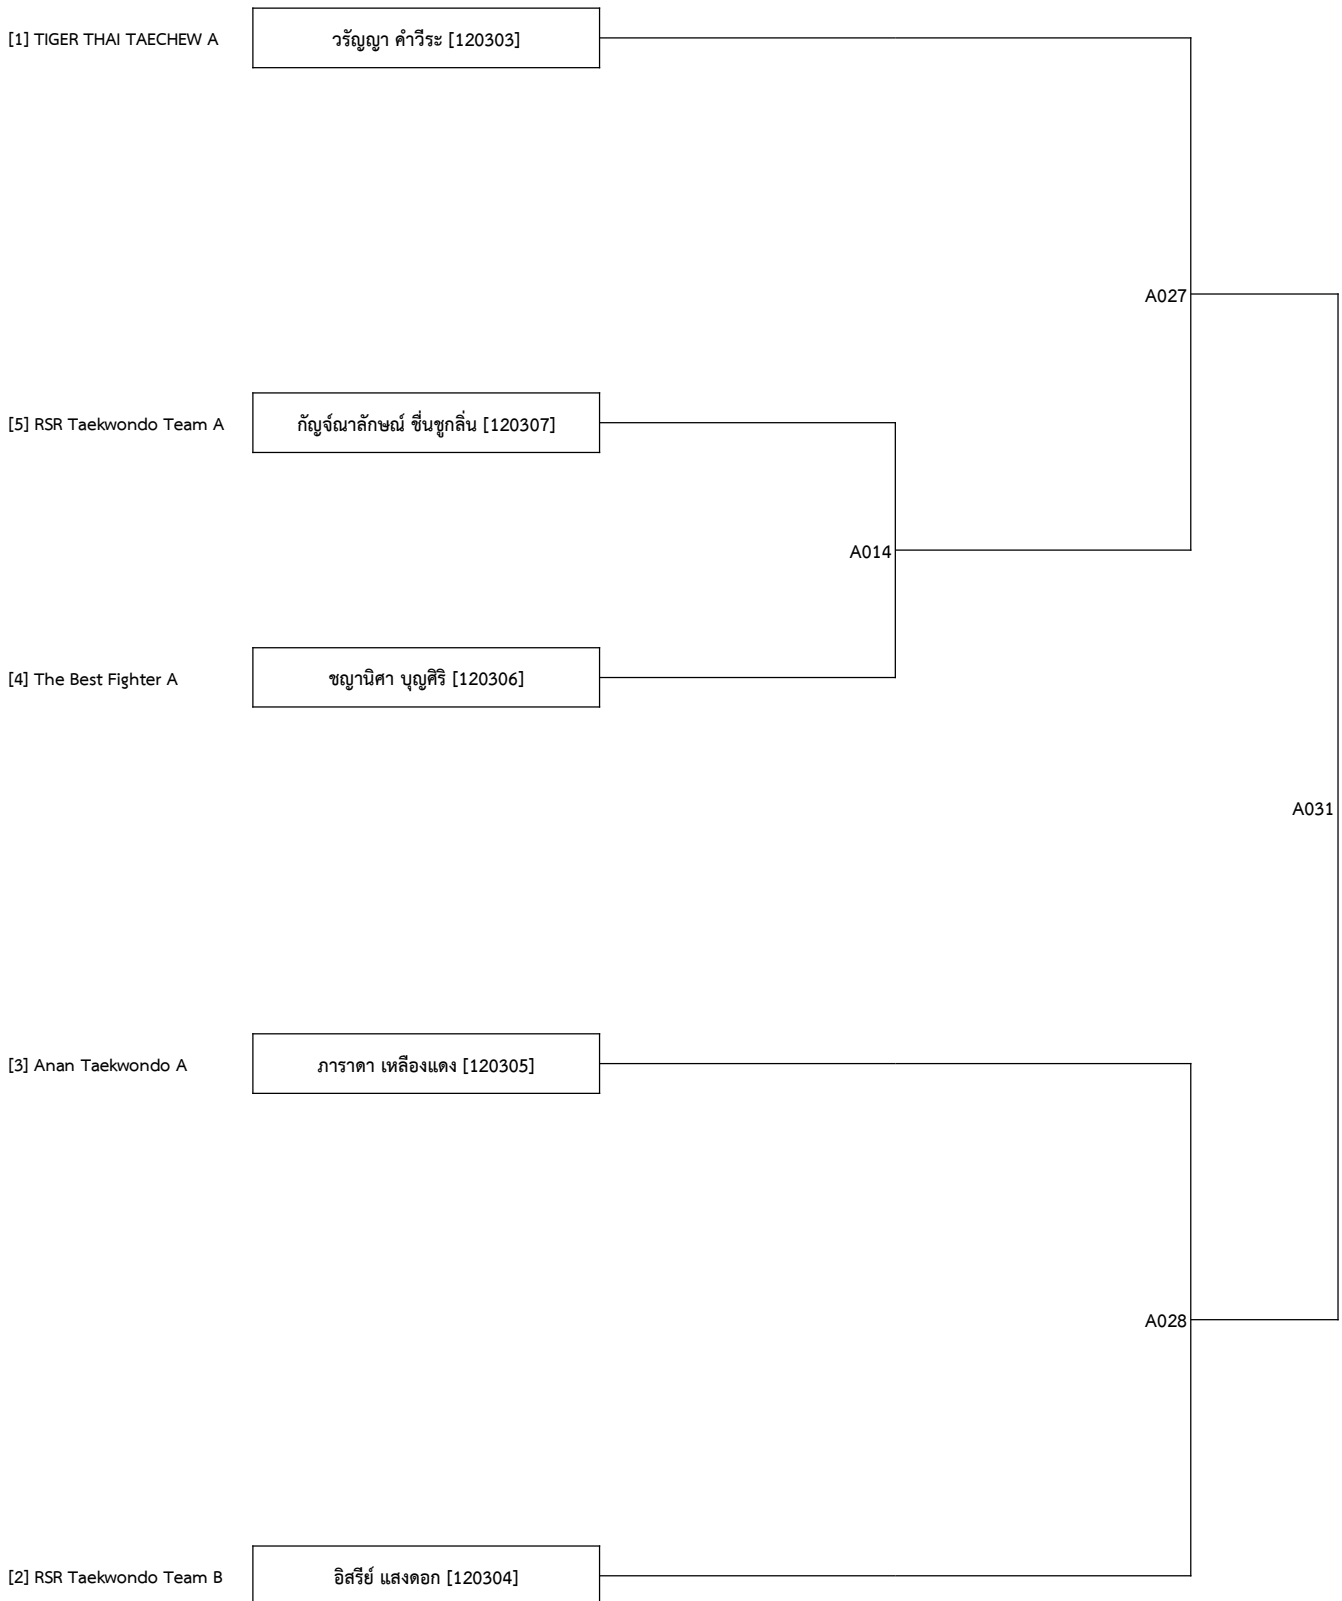 [1] TIGER THAI TAECHEW A วรัญญา คำวีระ [120303]
A027
[5] RSR Taekwondo Team A กัญจ์ณาลักษณ์ ชื่นชูกลิ่น [120307]
A014
[4] The Best Fighter A ชญานิศา บุญศิริ [120306]
A031
[3] Anan Taekwondo A ภาราดา เหลืองแดง [120305]
A028
[2] RSR Taekwondo Team B อิสรีย์ แสงดอก [120304]